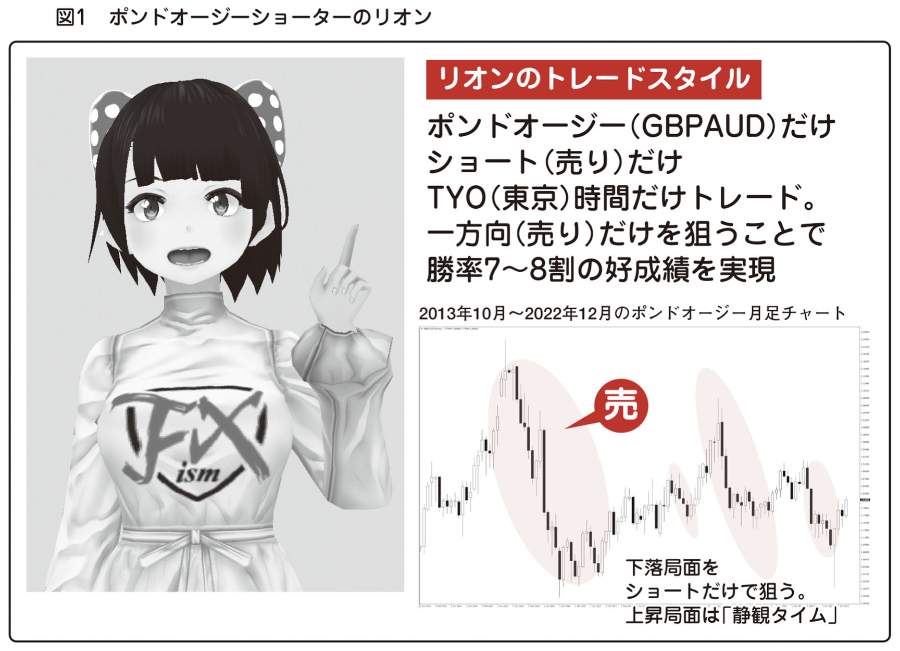 図1　ポンドオージーショーターのリオン
リオンのトレードスタイル
ポンドオージー（GBPAUD）だけ
ショート（売り）だけ
TYO（東京）時間だけトレード。
一方向（売り）だけを狙うことで
勝率7〜8割の好成績を実現
2013年10月〜2022年12月のポンドオージー月足チャート
売
FX
ism
下落局面を
ショートだけで狙う。
上昇局面は「静観タイム」